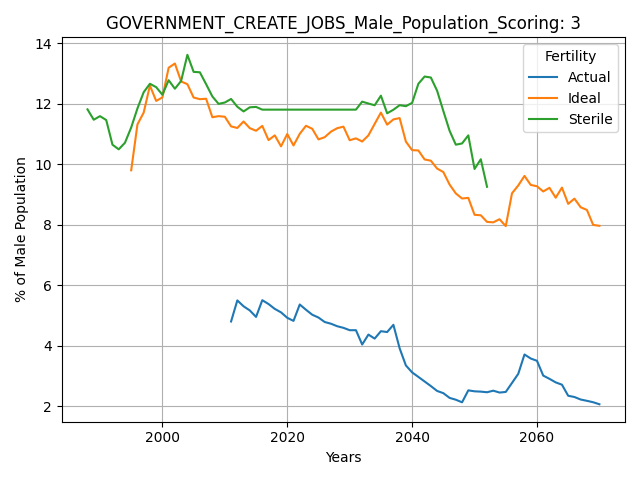 GOVERNMENT_CREATE_JOBS_Male_Population_Scoring: 3
Fertility
Actual
Ideal
Sterile
% of Male Population
14
12
10
8
6
4
2
2000 2020 2040 2060
Years